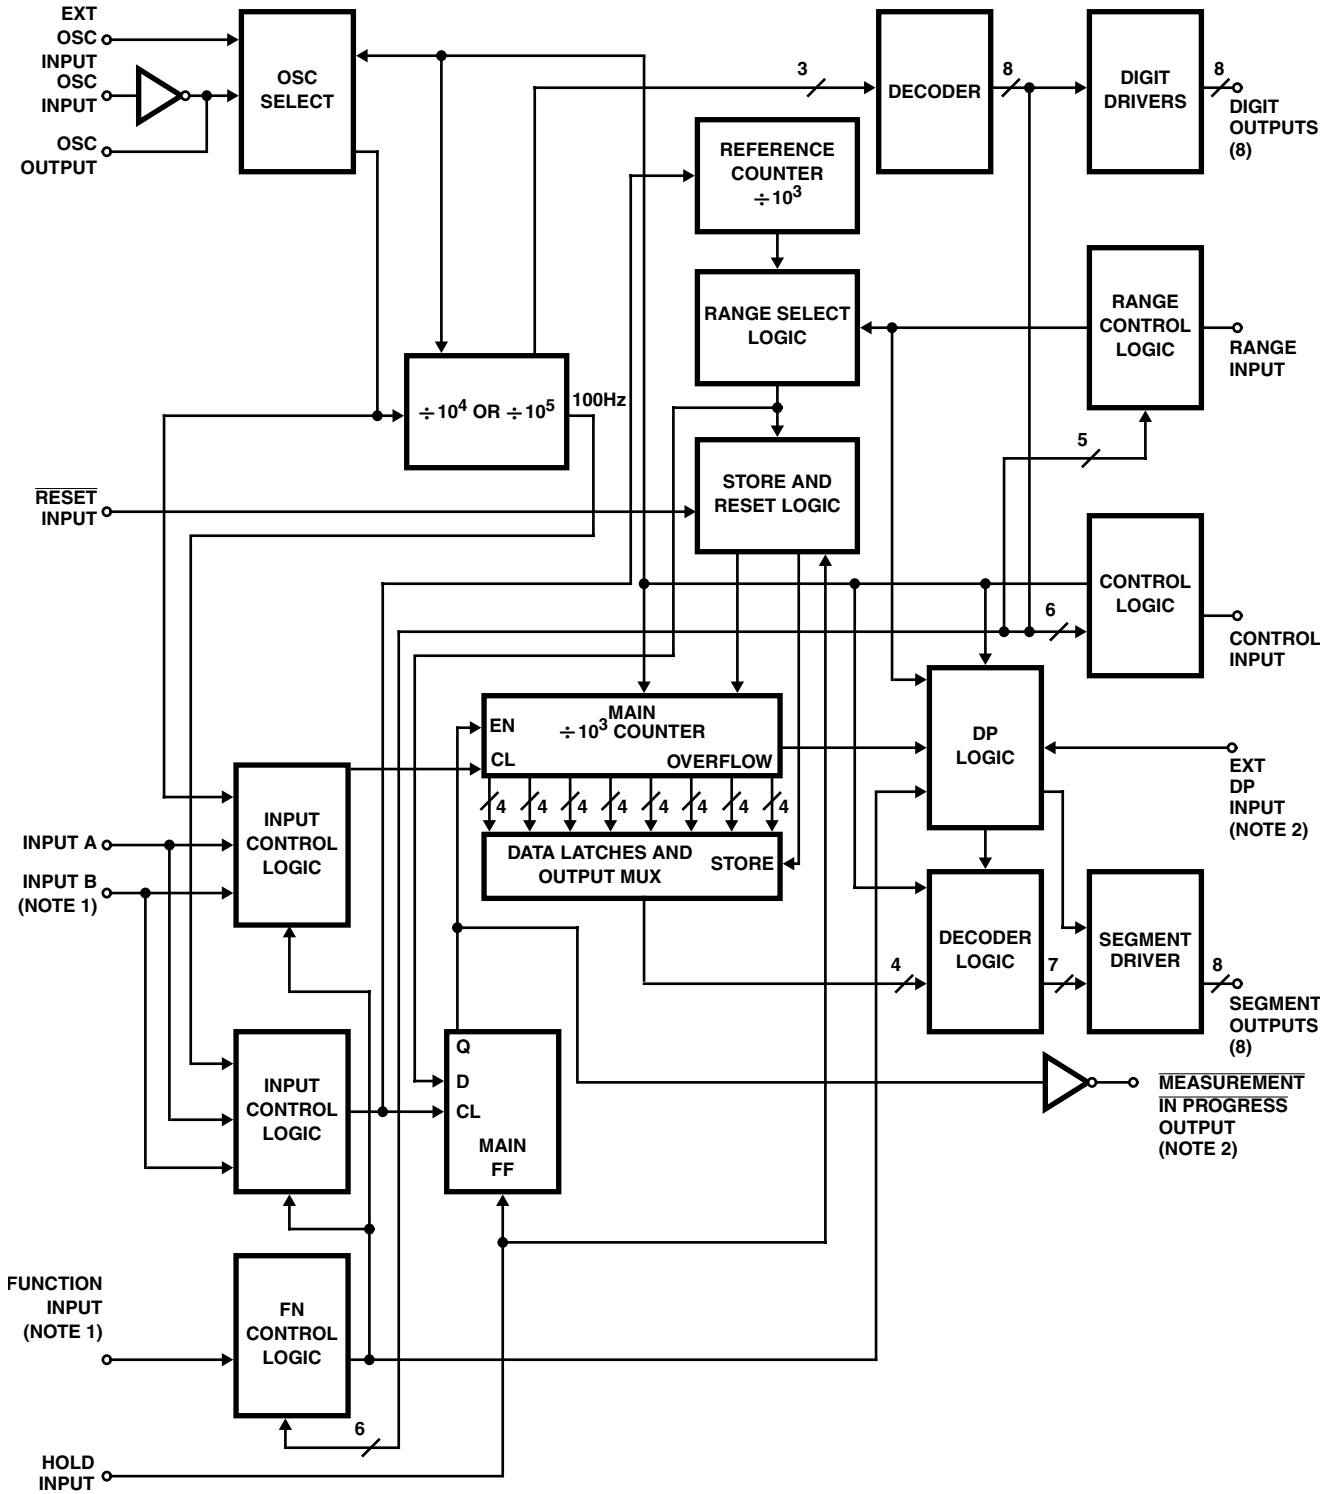 EXT
OSC
INPUT
OSC
INPUT
OSC
OUTPUT
OSC
SELECT
3
DECODER
8
DIGIT
DRIVERS
8
DIGIT
OUTPUTS
(8)
REFERENCE
COUNTER
÷10³
RANGE SELECT
LOGIC
RANGE
CONTROL
LOGIC
RANGE
INPUT
÷10⁴ OR ÷10⁵
100Hz
5
RESET
INPUT
STORE AND
RESET LOGIC
CONTROL
LOGIC
6
CONTROL
INPUT
MAIN
÷10³ COUNTER
EN
CL
OVERFLOW
4
4
4
4
4
4
4
4
DATA LATCHES AND
OUTPUT MUX
STORE
DP
LOGIC
EXT
DP
INPUT
(NOTE 2)
INPUT A
INPUT B
(NOTE 1)
INPUT
CONTROL
LOGIC
4
DECODER
LOGIC
7
SEGMENT
DRIVER
8
SEGMENT
OUTPUTS
(8)
INPUT
CONTROL
LOGIC
Q
D
CL
MAIN
FF
MEASUREMENT
IN PROGRESS
OUTPUT
(NOTE 2)
FUNCTION
INPUT
(NOTE 1)
FN
CONTROL
LOGIC
6
HOLD
INPUT